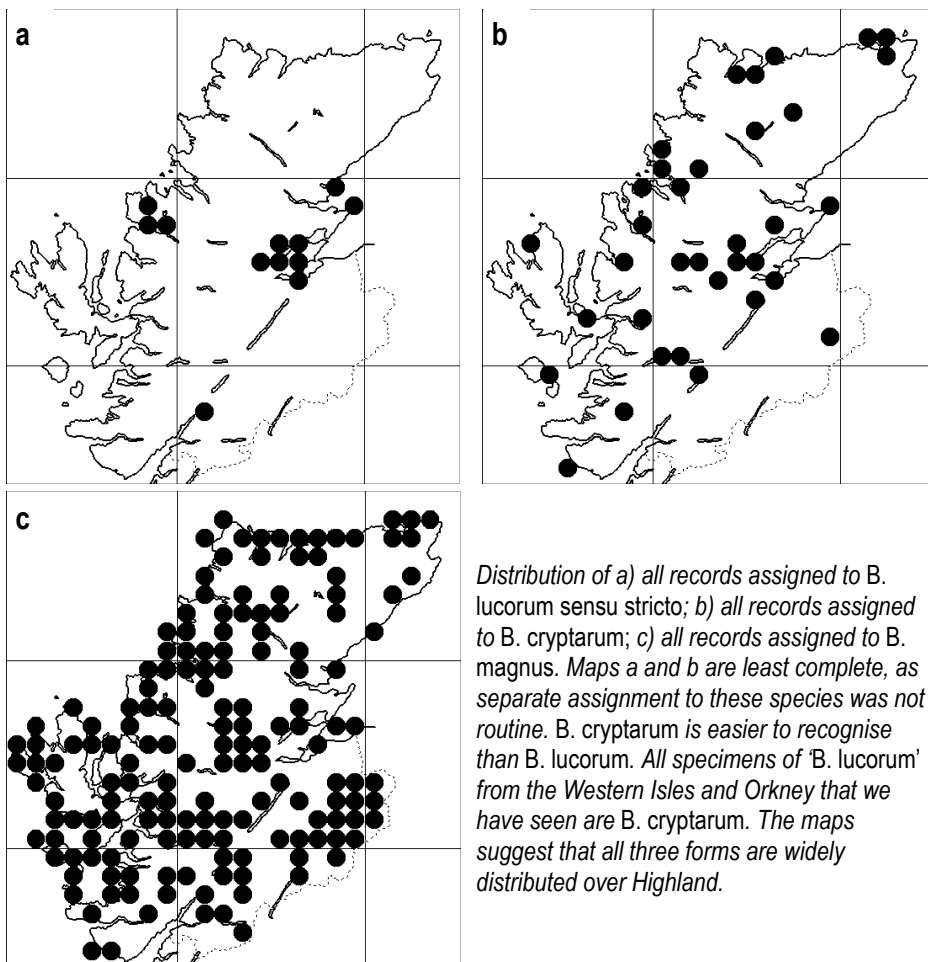 a
b
c
Distribution of a) all records assigned to B.
lucorum sensu stricto; b) all records assigned
to B. cryptarum; c) all records assigned to B.
magnus. Maps a and b are least complete, as
separate assignment to these species was not
routine. B. cryptarum is easier to recognise
than B. lucorum. All specimens of ‘B. lucorum’
from the Western Isles and Orkney that we
have seen are B. cryptarum. The maps
suggest that all three forms are widely
distributed over Highland.